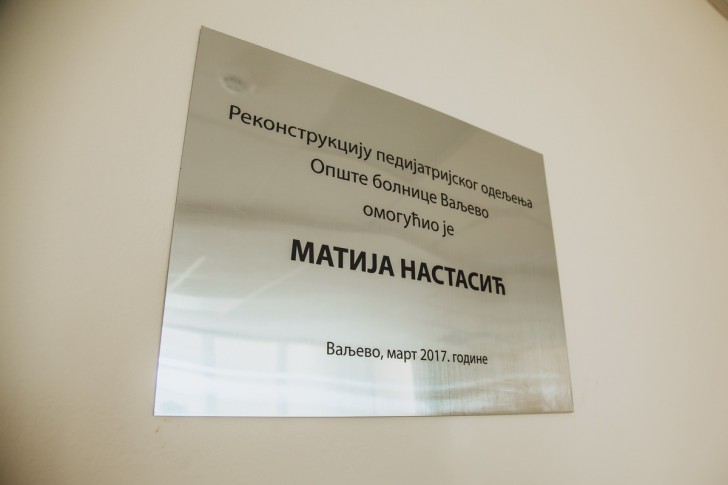 Реконструкцију педијатријског одељења
Опште болнице Ваљево
омогућио је
МАТИЈА НАСТАСИЋ
Ваљево, март 2017. године